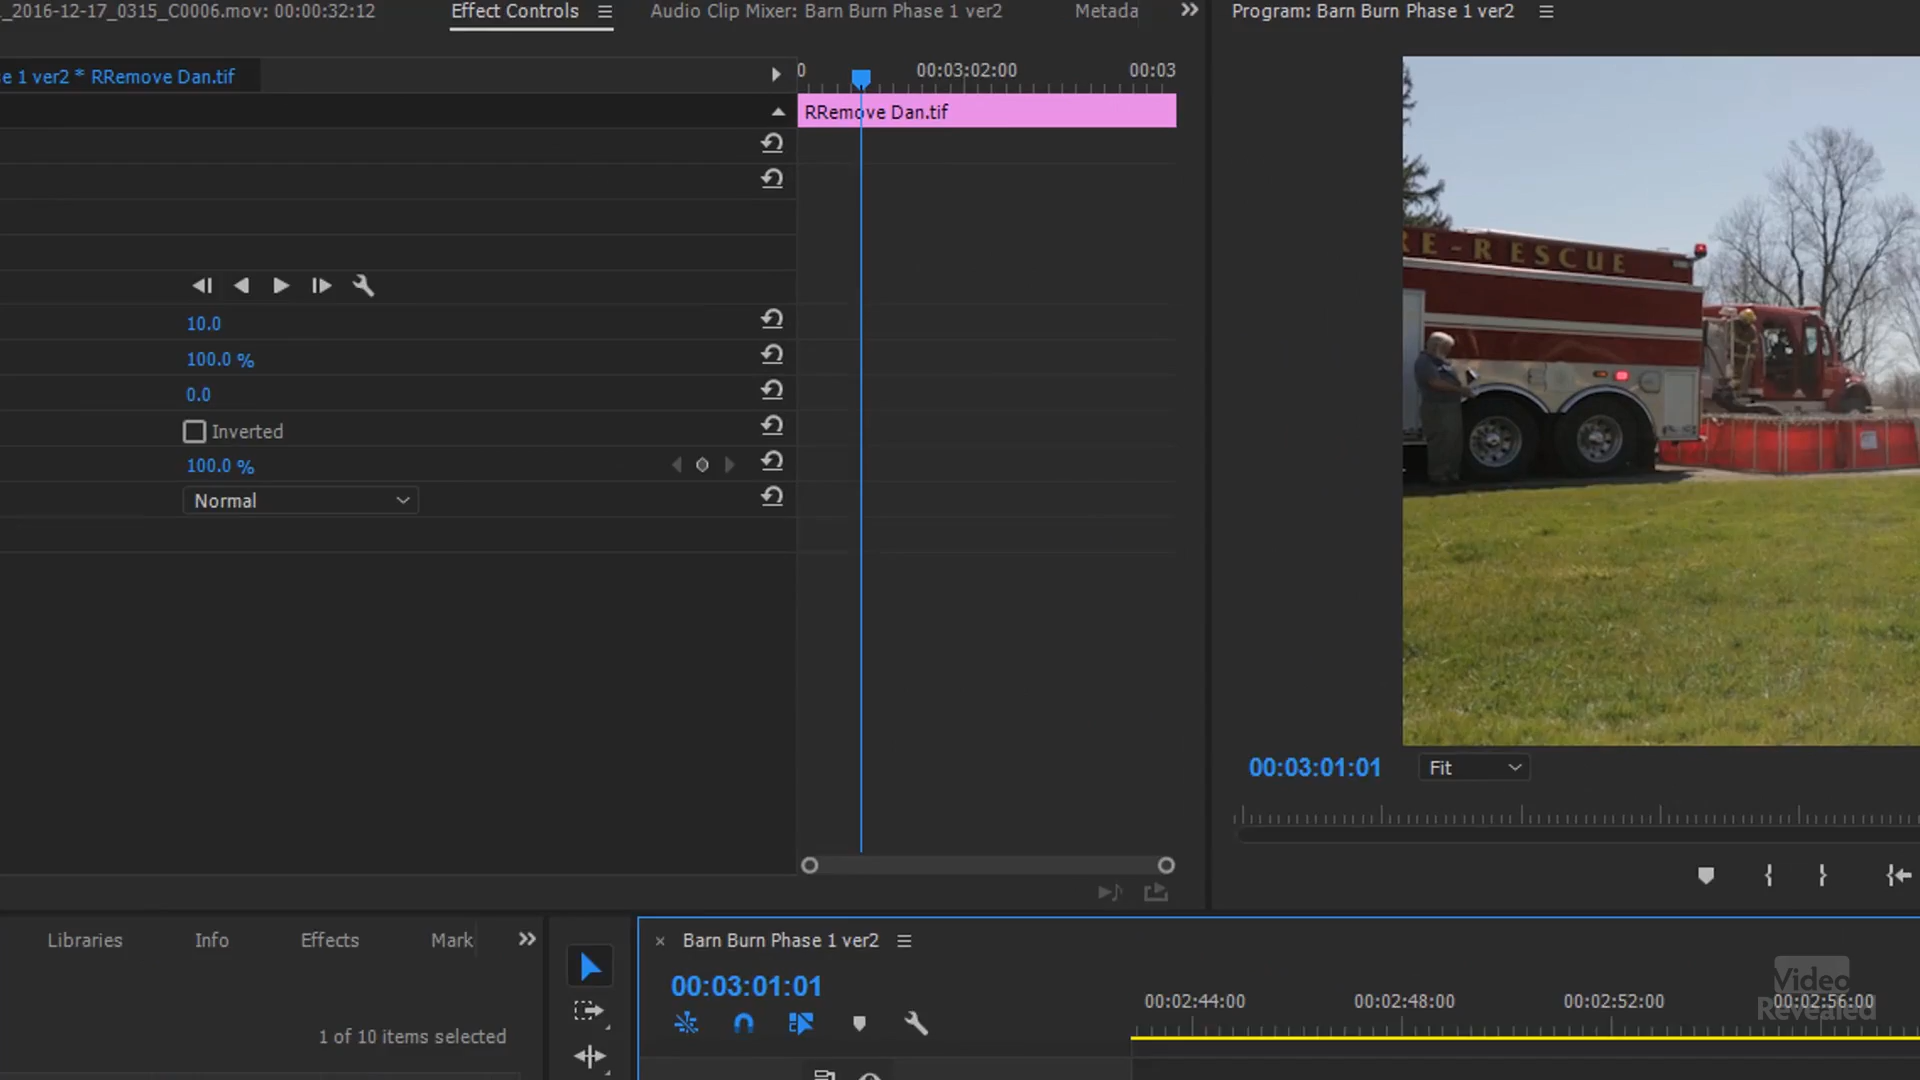 _2016-12-17_0315_C0006.mov: 00:00:32:12
Effect Controls
Audio Clip Mixer: Barn Burn Phase 1 ver2
Metada
Program: Barn Burn Phase 1 ver2
e 1 ver2 * RRemove Dan.tif
0
00:03:02:00
00:03
RRemove Dan.tif
RE-RESCUE
10.0
100.0 %
0.0
Inverted
100.0 %
Normal
00:03:01:01
Fit
Libraries
Info
Effects
Mark
Barn Burn Phase 1 ver2
00:03:01:01
1 of 10 items selected
00:02:44:00
00:02:48:00
00:02:52:00
00:02:56:00
Video
Revealed